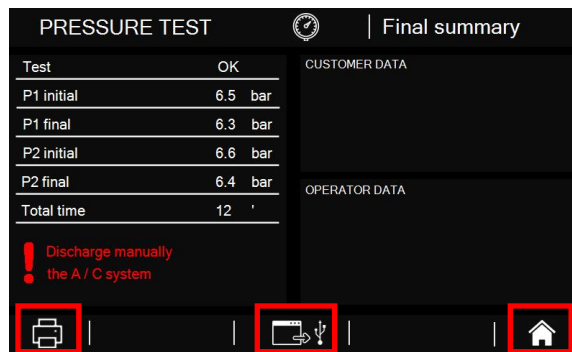 PRESSURE TEST
Final summary
Test OK
P1 initial 6.5 bar
P1 final 6.3 bar
P2 initial 6.6 bar
P2 final 6.4 bar
Total time 12 '
! Discharge manually
the A / C system
CUSTOMER DATA
OPERATOR DATA